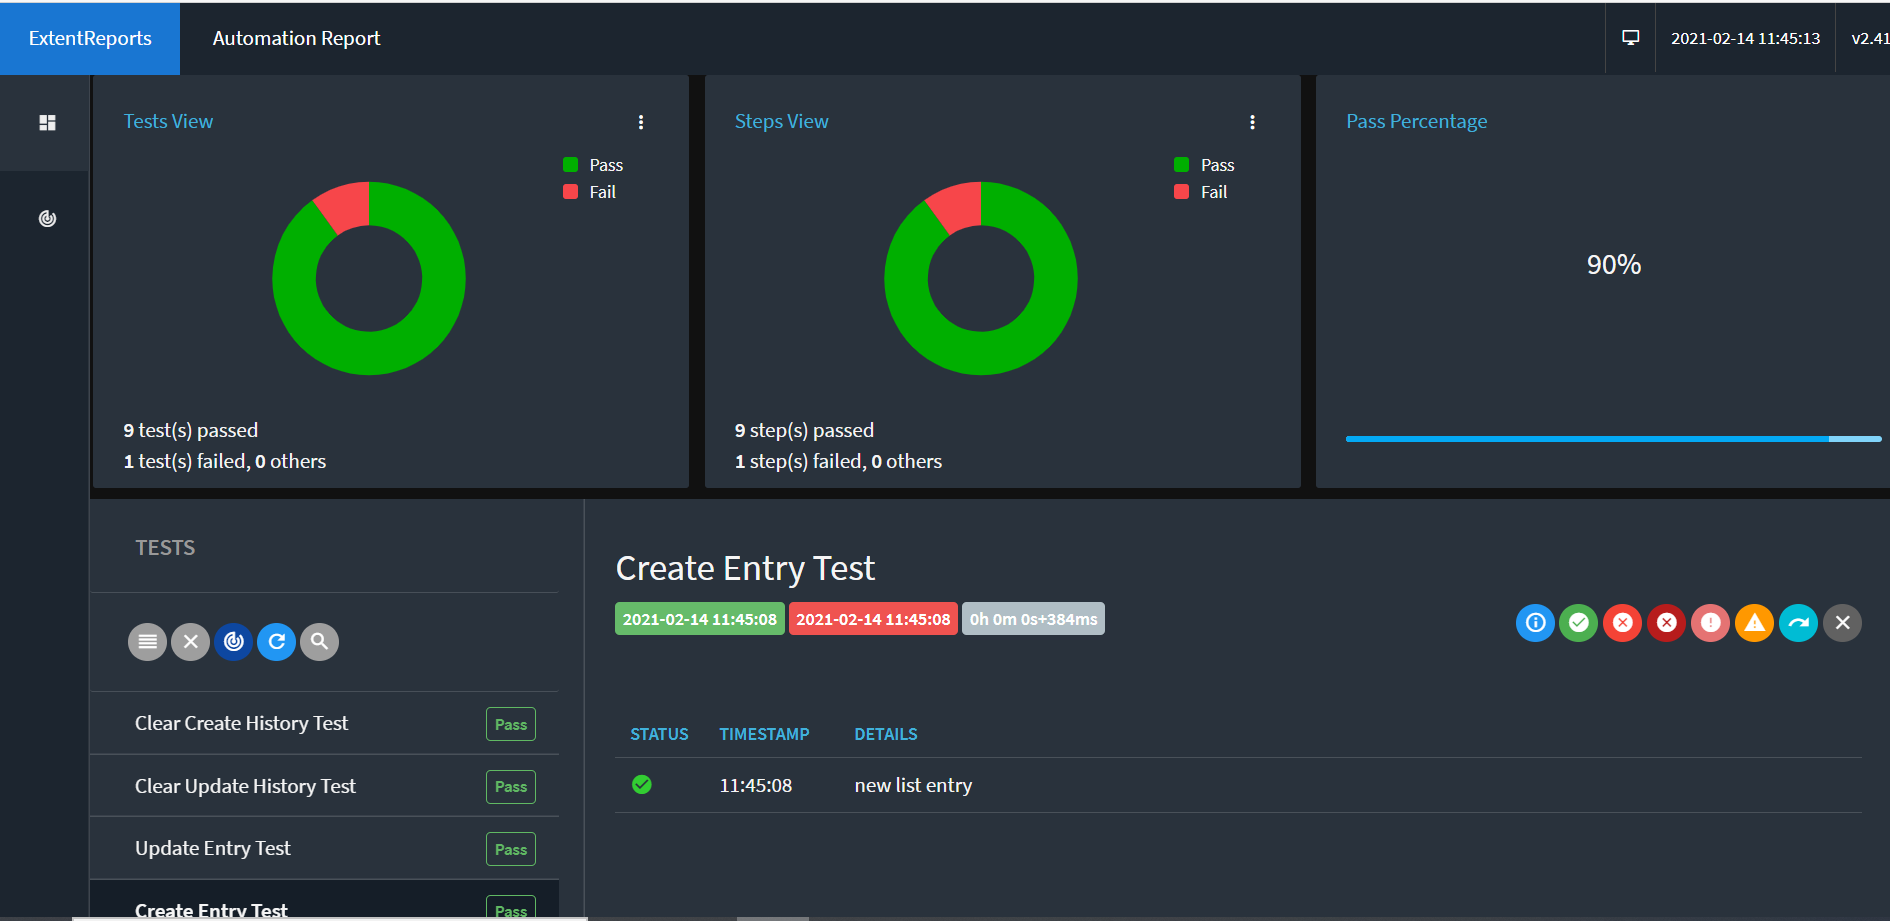 ExtentReports
Automation Report
2021-02-14 11:45:13
v2.41
Tests View
Pass
Fail
9 test(s) passed
1 test(s) failed, 0 others
Steps View
Pass
Fail
9 step(s) passed
1 step(s) failed, 0 others
Pass Percentage
90%
TESTS
Clear Create History Test
Pass
Clear Update History Test
Pass
Update Entry Test
Pass
Create Entry Test
Pass
Create Entry Test
2021-02-14 11:45:08
2021-02-14 11:45:08
0h 0m 0s+384ms
STATUS TIMESTAMP DETAILS
11:45:08 new list entry